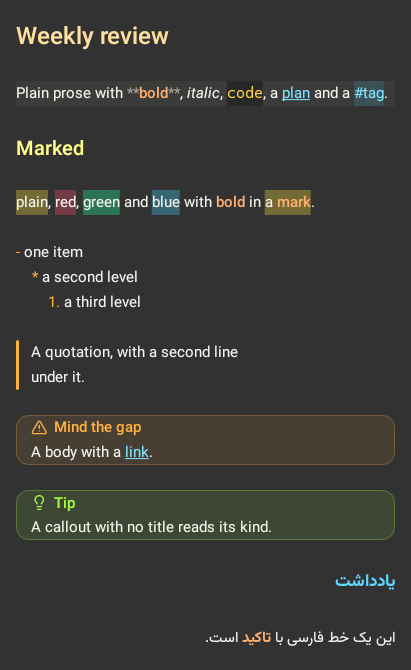 Weekly review
Plain prose with **bold**, italic, code, a plan and a #tag.
Marked
plain, red, green and blue with bold in a mark.
- one item
* a second level
1. a third level
A quotation, with a second line
under it.
Mind the gap
A body with a link.
Tip
A callout with no title reads its kind.
یادداشت
این یک خط فارسی با تاکید است.